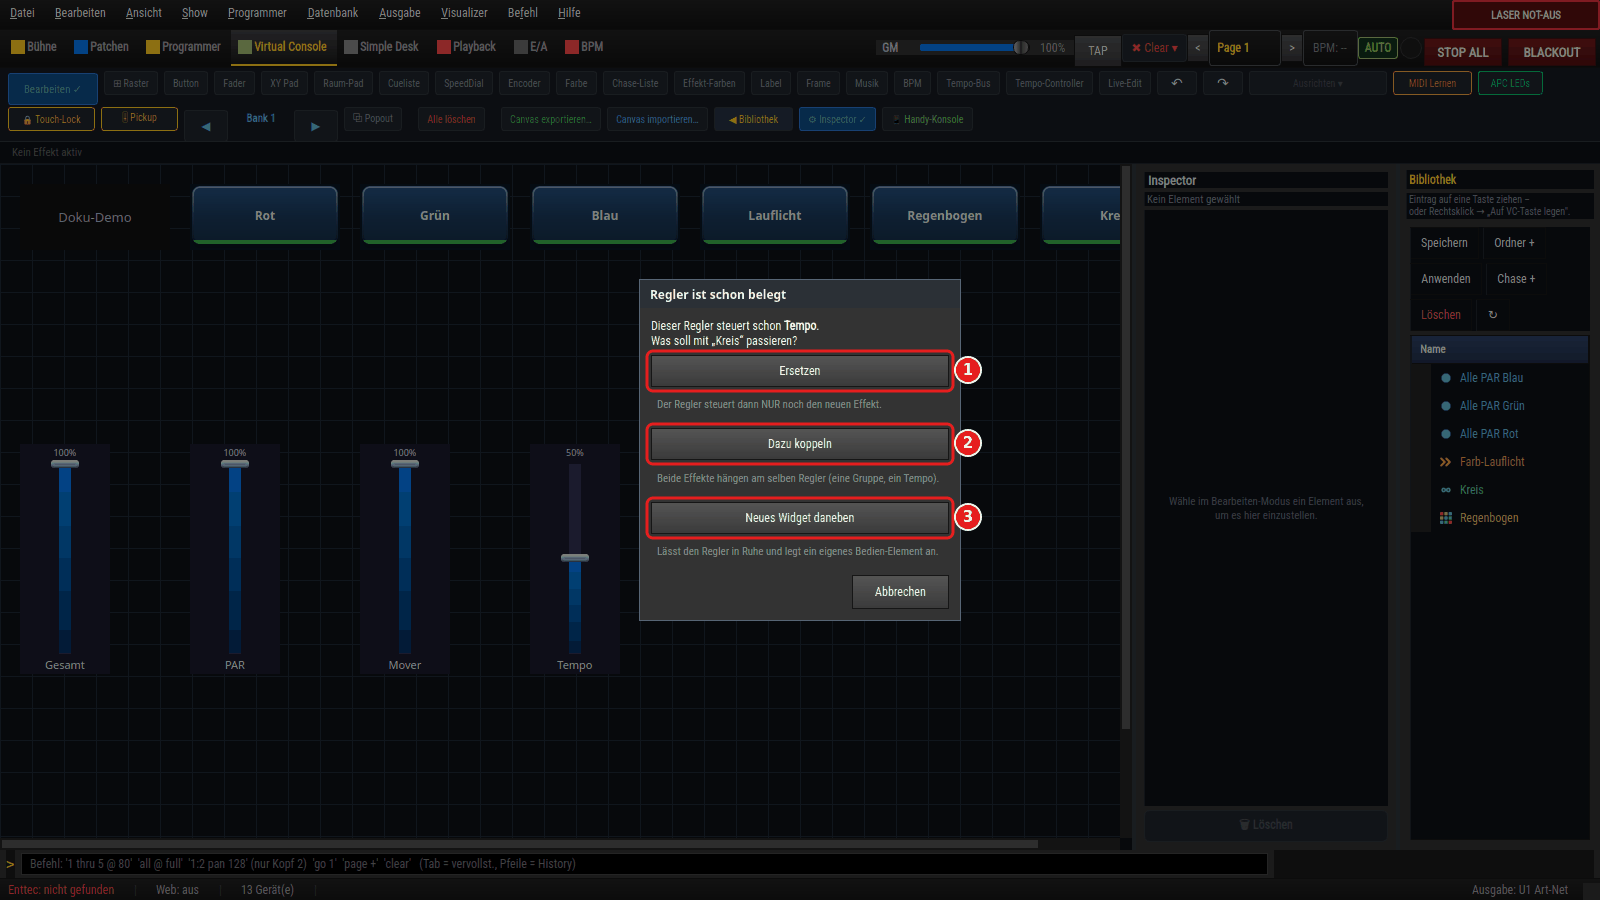 Datei Bearbeiten Ansicht Show Programmer Datenbank Ausgabe Visualizer Befehl Hilfe
LASER NOT-AUS
Bühne Patchen Programmer Virtual Console Simple Desk Playback E/A BPM
GM 100% TAP ✖ Clear ▾ < Page 1 > BPM: -- AUTO STOP ALL BLACKOUT
Bearbeiten ✓ ⊞ Raster Button Fader XY Pad Raum-Pad Cueliste SpeedDial Encoder Farbe Chase-Liste Effekt-Farben Label Frame Musik BPM Tempo-Bus Tempo-Controller Live-Edit ↶ ↷ Ausrichten ▾ MIDI Lernen APC LEDs
Touch-Lock Pickup ◀ Bank 1 ▶ Popout Alle löschen Canvas exportieren... Canvas importieren... ◀ Bibliothek Inspector ✓ Handy-Konsole
Kein Effekt aktiv
Doku-Demo Rot Grün Blau Lauflicht Regenbogen Kre
Inspector
Kein Element gewählt
Wähle im Bearbeiten-Modus ein Element aus,
um es hier einzustellen.
Löschen
Bibliothek
Eintrag auf eine Taste ziehen –
oder Rechtsklick → „Auf VC-Taste legen“.
Speichern Ordner +
Anwenden Chase +
Löschen ↻
Name
Alle PAR Blau
Alle PAR Grün
Alle PAR Rot
Farb-Lauflicht
Kreis
Regenbogen
Regler ist schon belegt
Dieser Regler steuert schon Tempo.
Was soll mit „Kreis“ passieren?
Ersetzen 1
Der Regler steuert dann NUR noch den neuen Effekt.
Dazu koppeln 2
Beide Effekte hängen am selben Regler (eine Gruppe, ein Tempo).
Neues Widget daneben 3
Lässt den Regler in Ruhe und legt ein eigenes Bedien-Element an.
Abbrechen
100% 100% 100% 50%
Gesamt PAR Mover Tempo
> Befehl: '1 thru 5 @ 80' 'all @ full' '1:2 pan 128' (nur Kopf 2) 'go 1' 'page +' 'clear' (Tab = vervollst., Pfeile = History)
Enttec: nicht gefunden Web: aus 13 Gerät(e) Ausgabe: U1 Art-Net